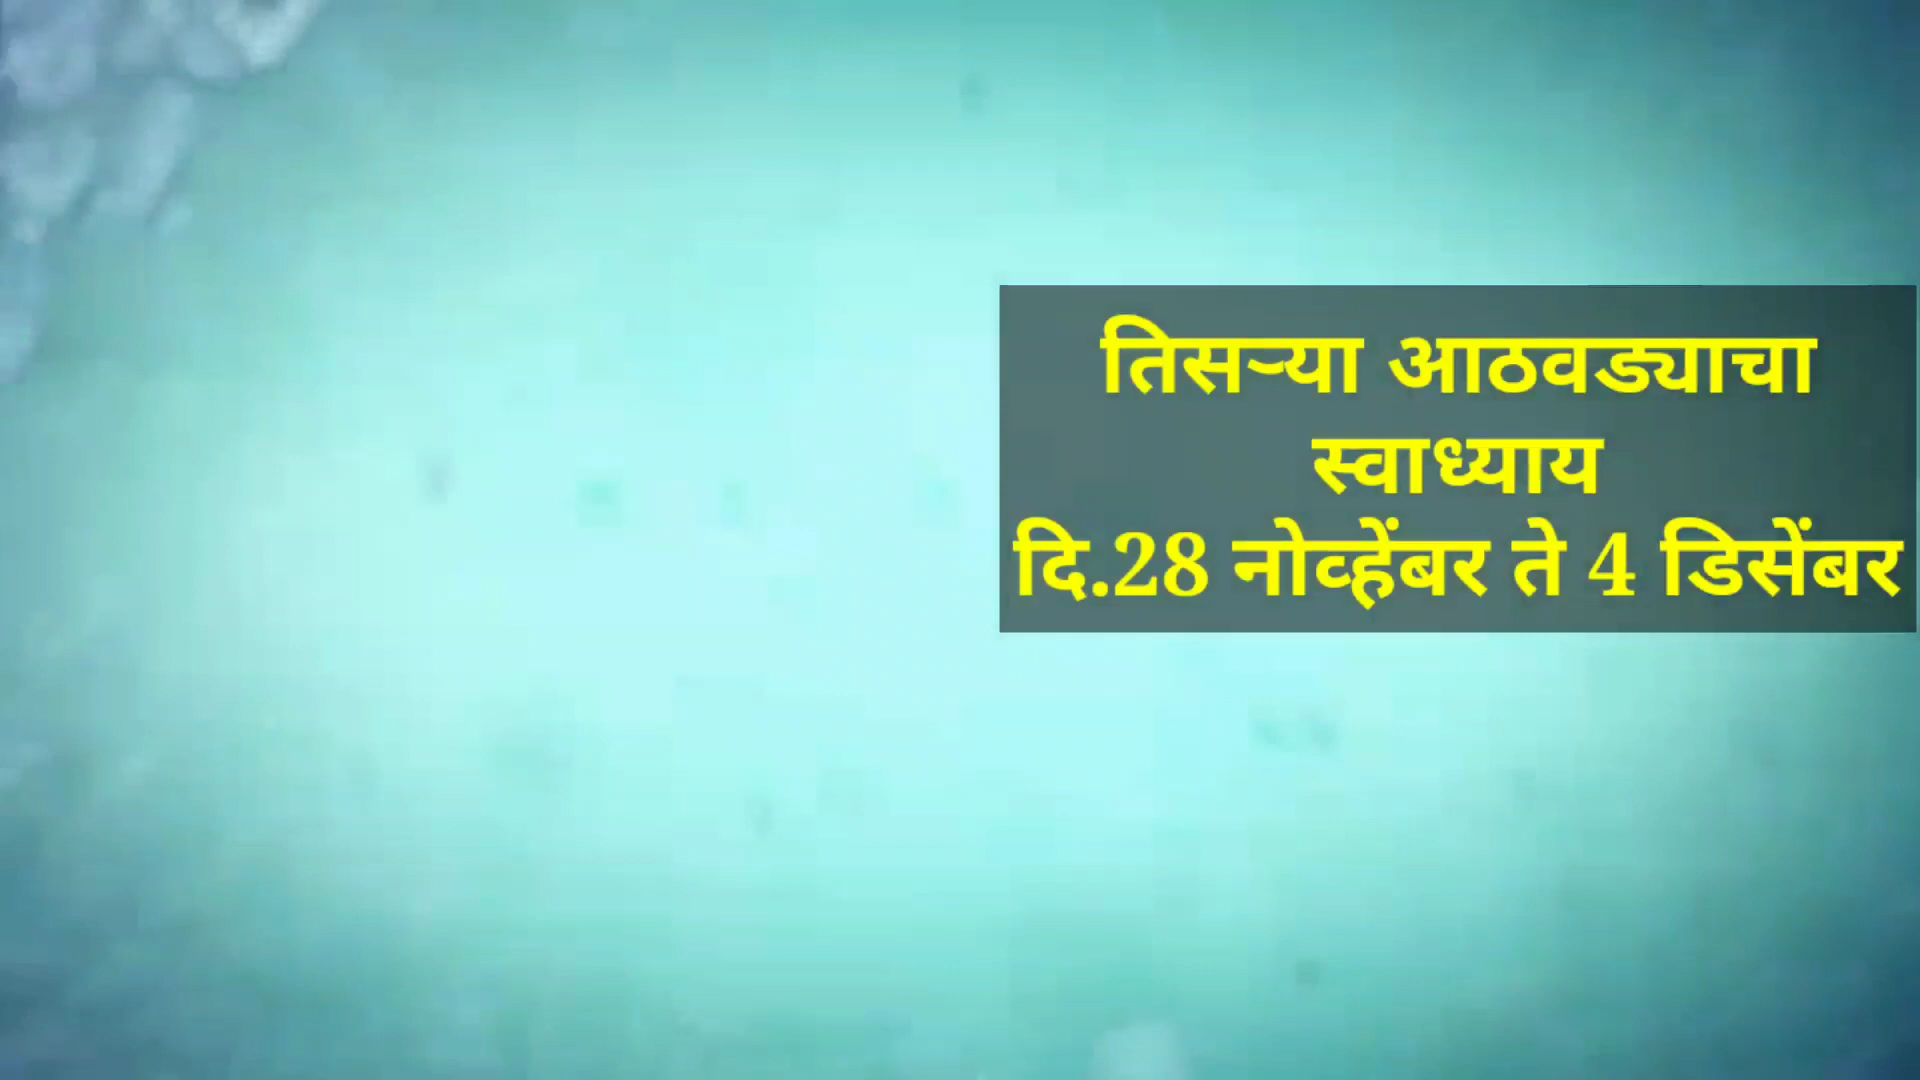 तिसऱ्या आठवड्याचा
स्वाध्याय
दि.28 नोव्हेंबर ते 4 डिसेंबर